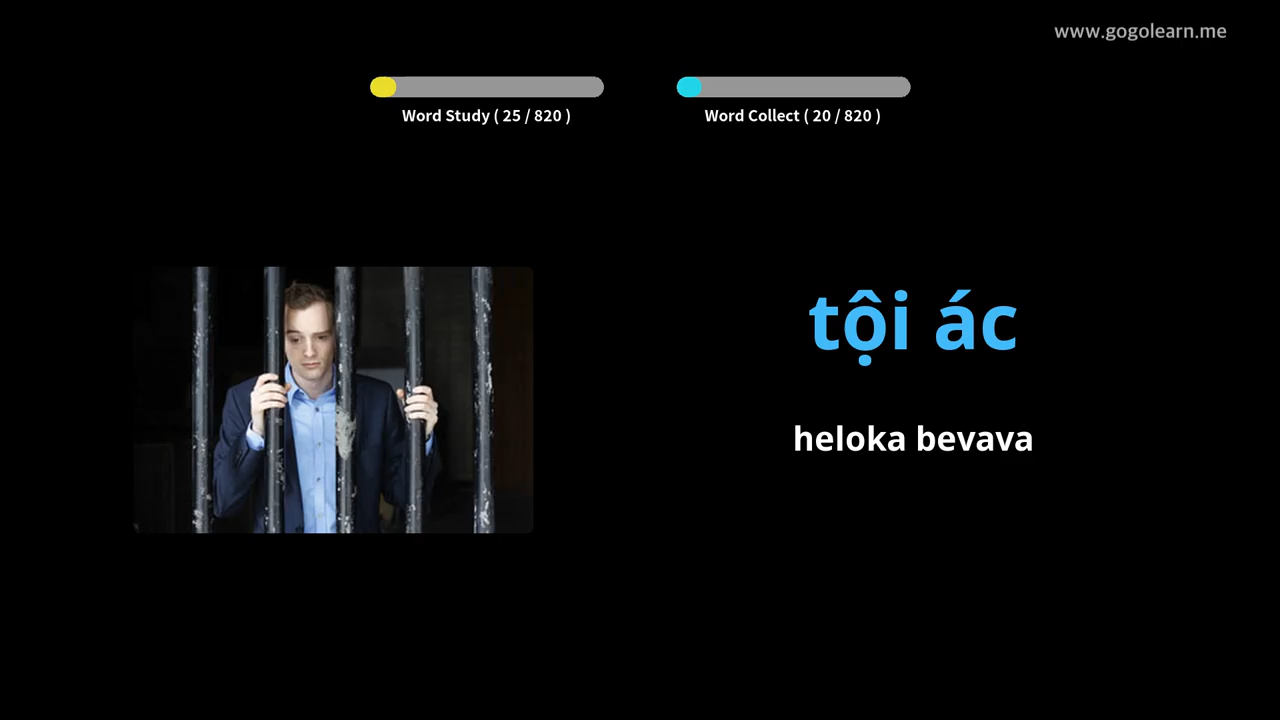 www.gogolearn.me
Word Study ( 25 / 820 )
Word Collect ( 20 / 820 )
tội ác
heloka bevava